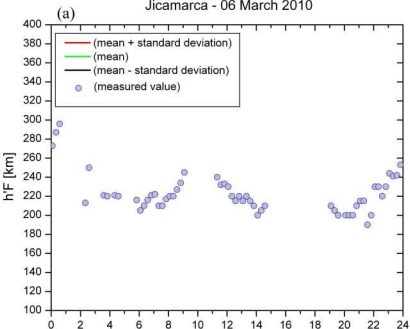 Jicamarca - 06 March 2010
(a)
400
380
360
340
320
300
280
260
240
220
200
180
160
140
120
100
h'F [km]
(mean + standard deviation)
(mean)
(mean - standard deviation)
(measured value)
0 2 4 6 8 10 12 14 16 18 20 22 24